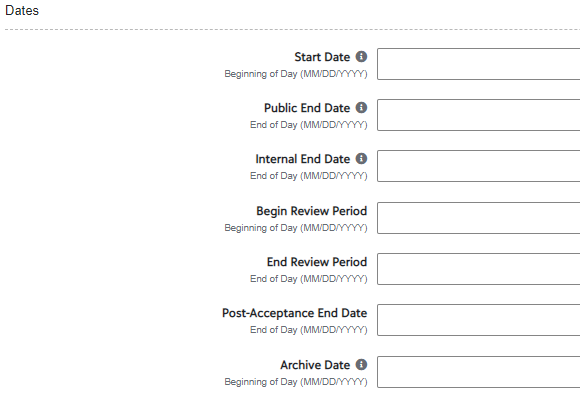 Dates
Start Date
Beginning of Day (MM/DD/YYYY)
Public End Date
End of Day (MM/DD/YYYY)
Internal End Date
End of Day (MM/DD/YYYY)
Begin Review Period
Beginning of Day (MM/DD/YYYY)
End Review Period
End of Day (MM/DD/YYYY)
Post-Acceptance End Date
End of Day (MM/DD/YYYY)
Archive Date
Beginning of Day (MM/DD/YYYY)